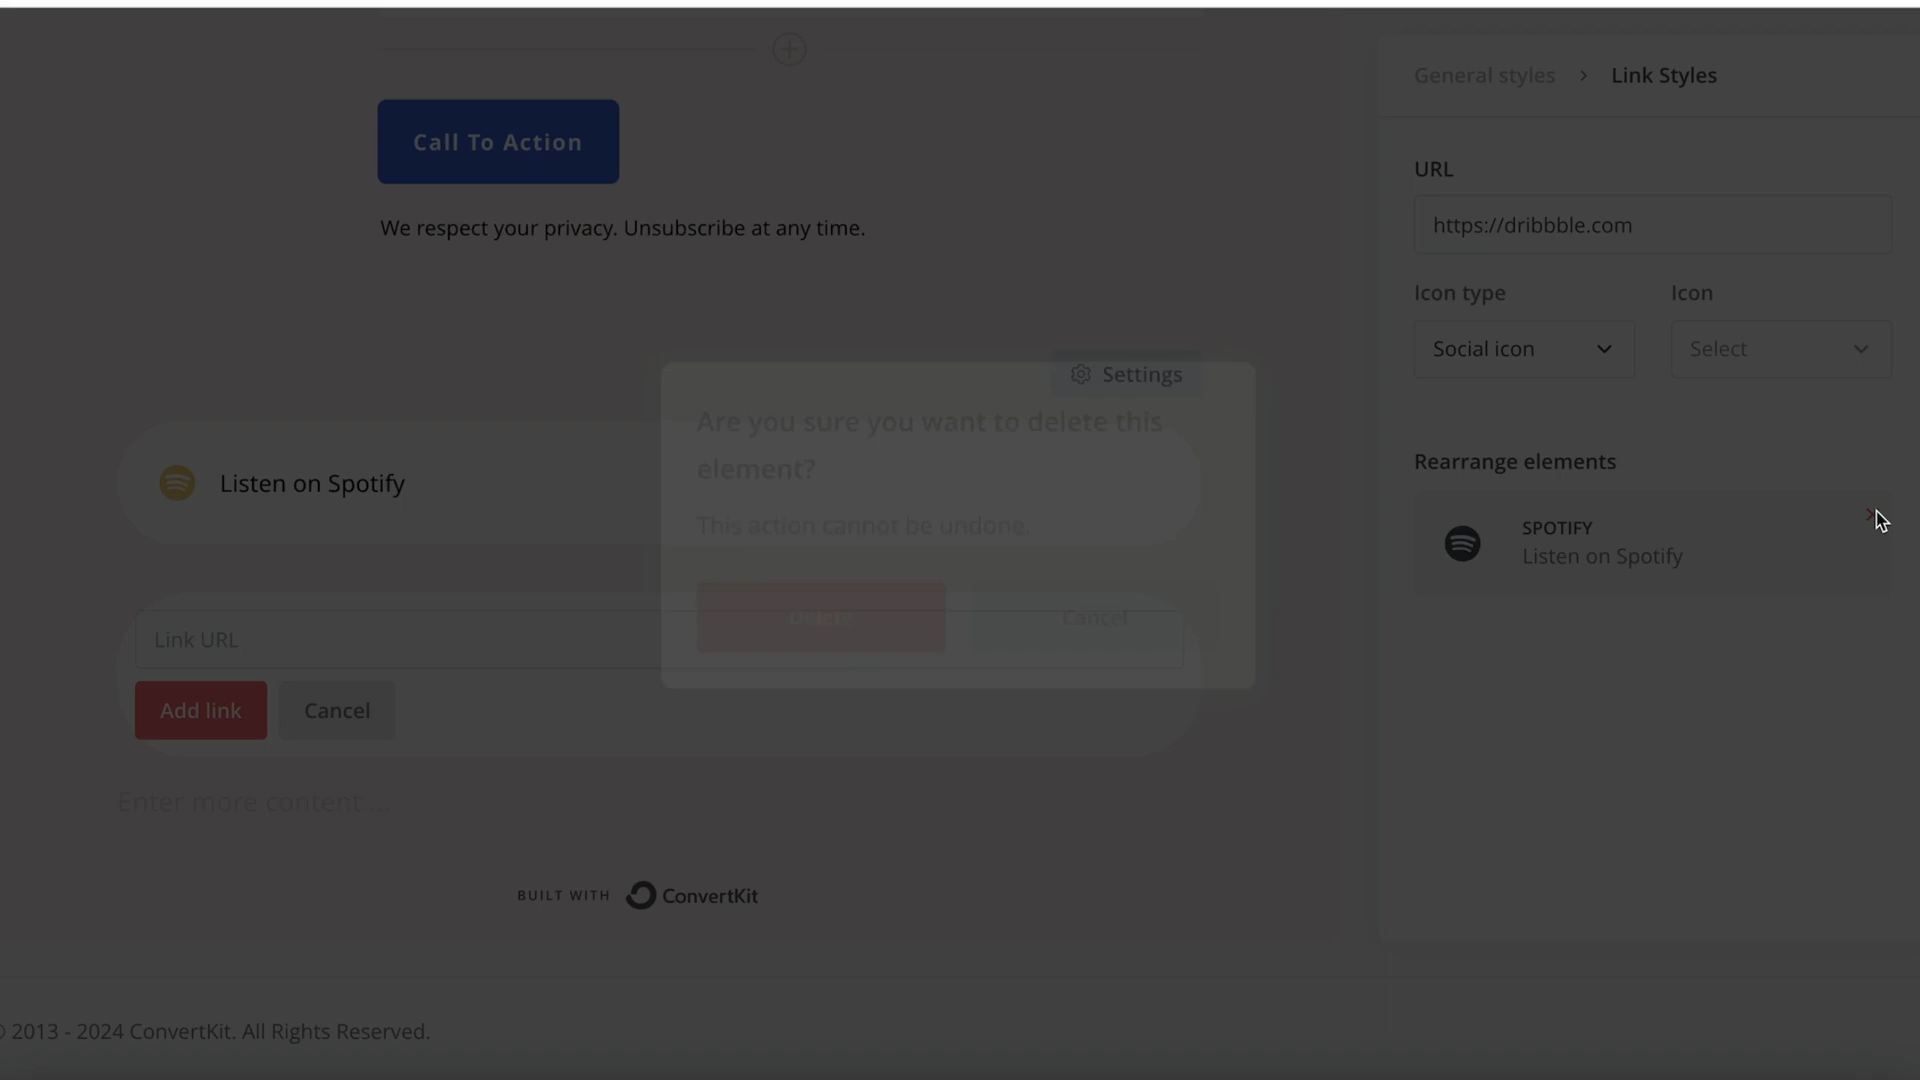 General styles > Link Styles
Call To Action
URL
We respect your privacy. Unsubscribe at any time.
https://dribbble.com
Icon type
Icon
Social icon
Select
Settings
Are you sure you want to delete this
element?
This action cannot be undone.
Delete
Cancel
Rearrange elements
Listen on Spotify
SPOTIFY
Listen on Spotify
Link URL
Add link
Cancel
Enter more content....
BUILT WITH ConvertKit
© 2013 - 2024 ConvertKit. All Rights Reserved.